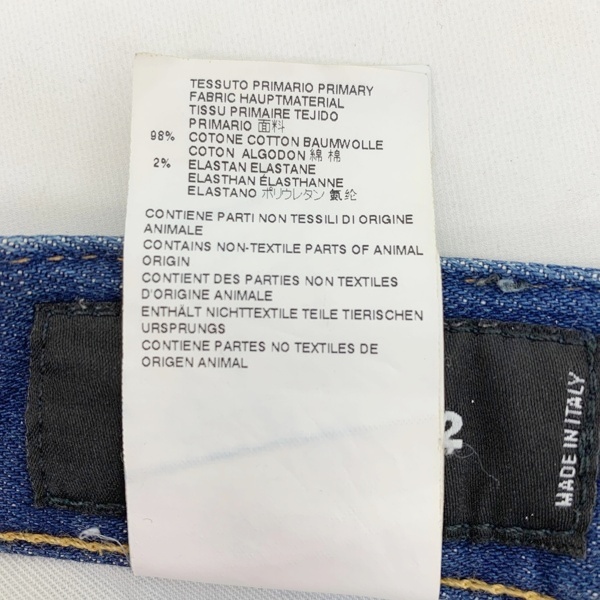 TESSUTO PRIMARIO PRIMARY
FABRIC HAUPTMATERIAL
TISSU PRIMAIRE TEJIDO
PRIMARIO 面料
98% COTONE COTTON BAUMWOLLE
COTON ALGODON 綿 棉
2% ELASTAN ELASTANE
ELASTHAN ÉLASTHANNE
ELASTANO ポリウレタン 氨纶
CONTIENE PARTI NON TESSILI DI ORIGINE
ANIMALE
CONTAINS NON-TEXTILE PARTS OF ANIMAL
ORIGIN
CONTIENT DES PARTIES NON TEXTILES
D'ORIGINE ANIMALE
ENTHÄLT NICHTTEXTILE TEILE TIERISCHEN
URSPRUNGS
CONTIENE PARTES NO TEXTILES DE
ORIGEN ANIMAL
MADE IN ITALY